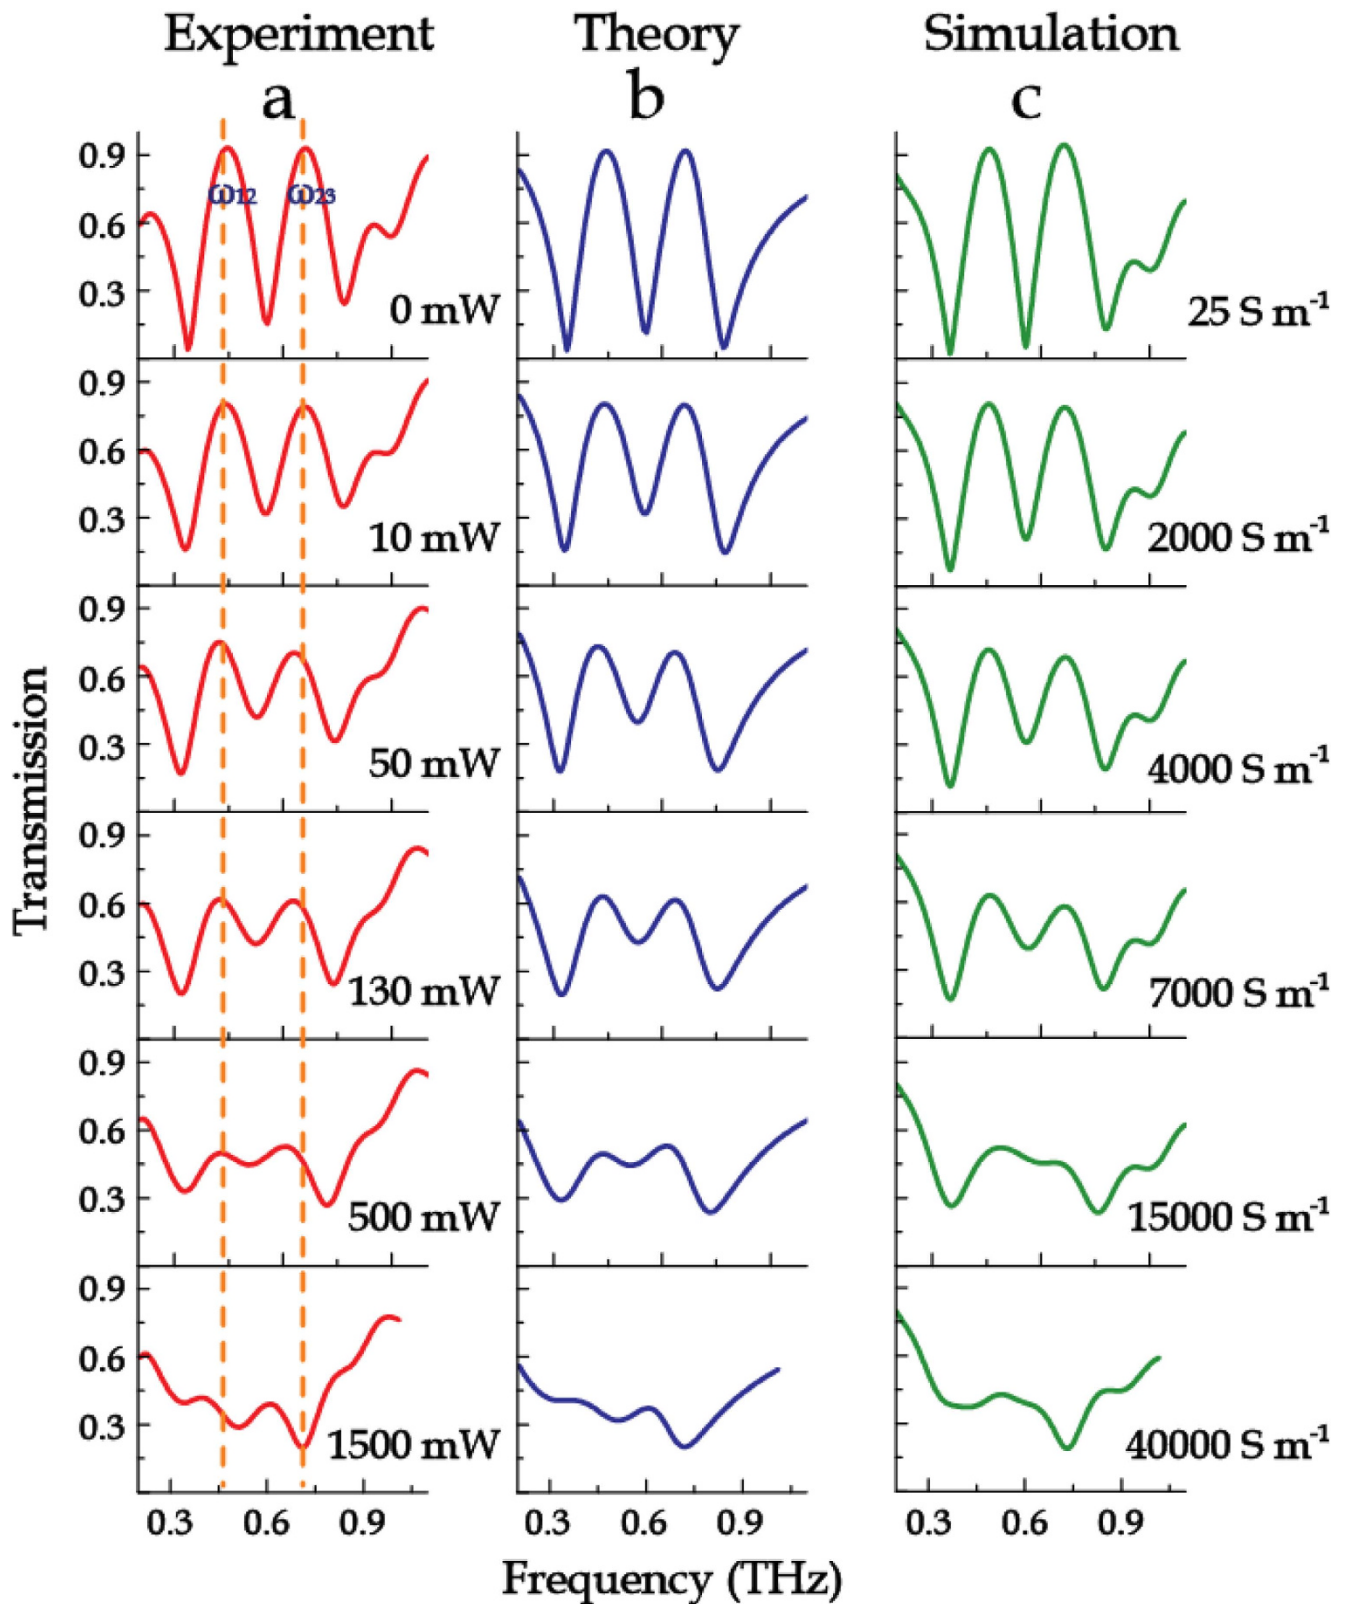 Experiment Theory Simulation
a b c
0.9
ω12 ω23
0.6
0.3
0 mW 25 S m-1
0.9
0.6
0.3
10 mW 2000 S m-1
0.9
0.6
0.3
50 mW 4000 S m-1
0.9
0.6
0.3
130 mW 7000 S m-1
0.9
0.6
0.3
500 mW 15000 S m-1
0.9
0.6
0.3
1500 mW 40000 S m-1
Transmission
0.3 0.6 0.9 0.3 0.6 0.9 0.3 0.6 0.9
Frequency (THz)